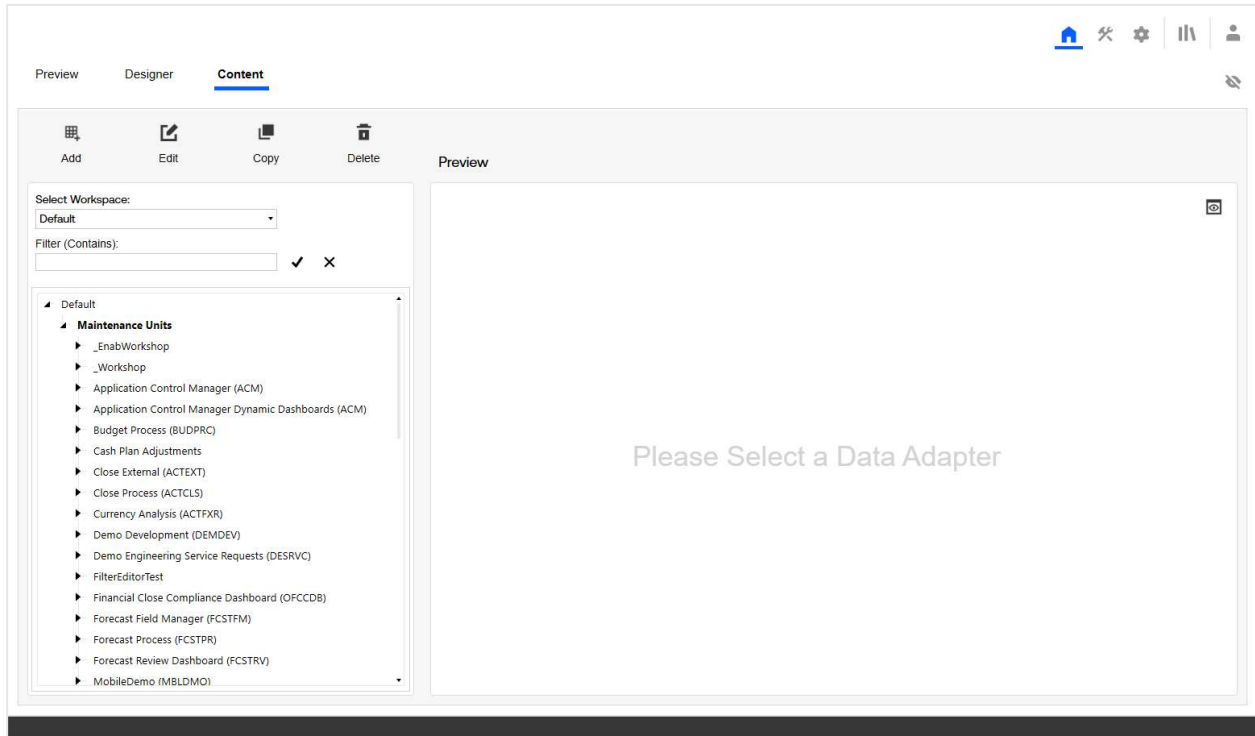 Preview Designer Content
Add Edit Copy Delete
Preview
Select Workspace:
Default
Filter (Contains):
Default
Maintenance Units
_EnabWorkshop
_Workshop
Application Control Manager (ACM)
Application Control Manager Dynamic Dashboards (ACM)
Budget Process (BUDPRC)
Cash Plan Adjustments
Close External (ACTEXT)
Close Process (ACTCLS)
Currency Analysis (ACTFXR)
Demo Development (DEMDEV)
Demo Engineering Service Requests (DESRVC)
FilterEditorTest
Financial Close Compliance Dashboard (OFCCDB)
Forecast Field Manager (FCSTFM)
Forecast Process (FCSTPR)
Forecast Review Dashboard (FCSTRV)
MobileDemo (MBLDMO)
Please Select a Data Adapter